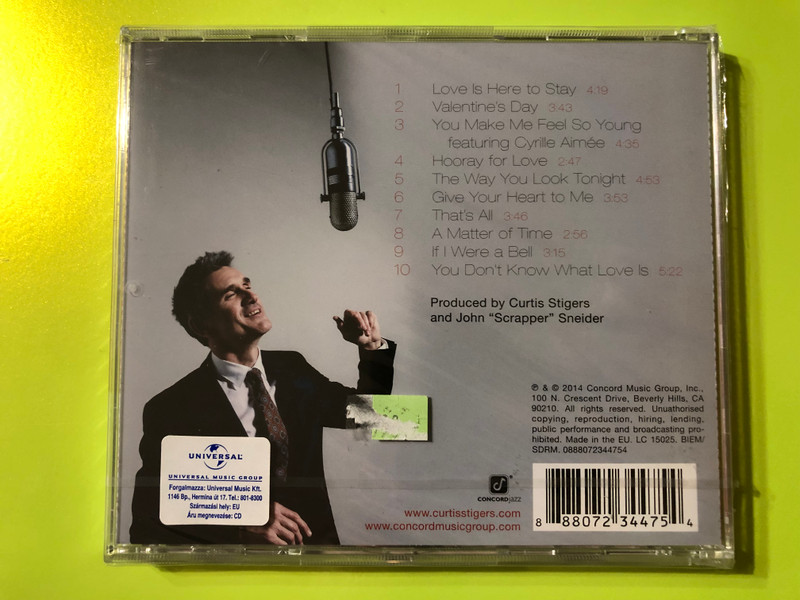 1 Love Is Here to Stay 4:19
2 Valentine's Day 3:43
3 You Make Me Feel So Young
featuring Cyrille Aimée 4:35
4 Hooray for Love 2:47
5 The Way You Look Tonight 4:53
6 Give Your Heart to Me 3:53
7 That's All 3:46
8 A Matter of Time 2:56
9 If I Were a Bell 3:15
10 You Don't Know What Love Is 5:22
Produced by Curtis Stigers
and John “Scrapper” Sneider
℗ & © 2014 Concord Music Group, Inc.,
100 N. Crescent Drive, Beverly Hills, CA
90210. All rights reserved. Unauthorised
copying, reproduction, hiring, lending,
public performance and broadcasting pro-
hibited. Made in the EU. LC 15025. BIEM/
SDRM. 0888072344754
CONCORD jazz
www.curtisstigers.com
www.concordmusicgroup.com
8 88072 34475 4
UNIVERSAL
UNIVERSAL MUSIC GROUP
Forgalmazza: Universal Music Kft.
1146 Bp., Hermina út 17. Tel.: 801-8300
Származási hely: EU
Áru megnevezése: CD